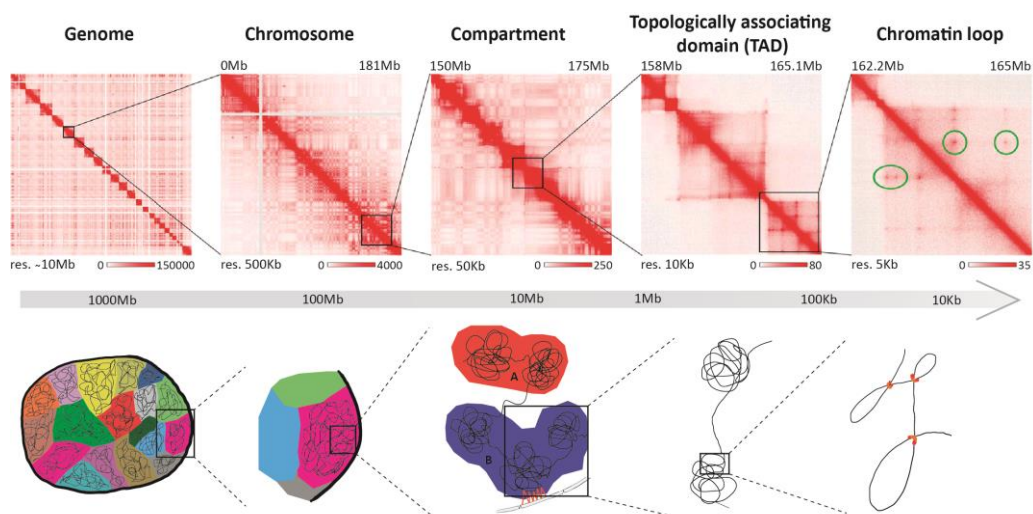 Genome
Chromosome
Compartment
Topologically associating
domain (TAD)
Chromatin loop
0Mb 181Mb
150Mb 175Mb
158Mb 165.1Mb
162.2Mb 165Mb
res. ~10Mb 0 150000
res. 500Kb 0 4000
res. 50Kb 0 250
res. 10Kb 0 80
res. 5Kb 0 35
1000Mb 100Mb 10Mb 1Mb 100Kb 10Kb
A
B